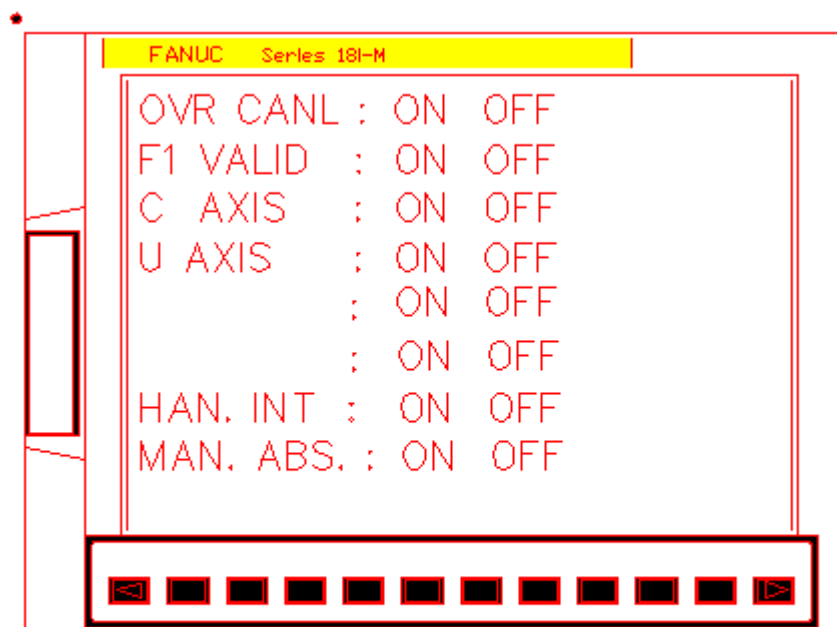 FANUC Series 18I-M
OVR CANL : ON OFF
F1 VALID : ON OFF
C AXIS : ON OFF
U AXIS : ON OFF
: ON OFF
: ON OFF
HAN. INT : ON OFF
MAN. ABS. : ON OFF